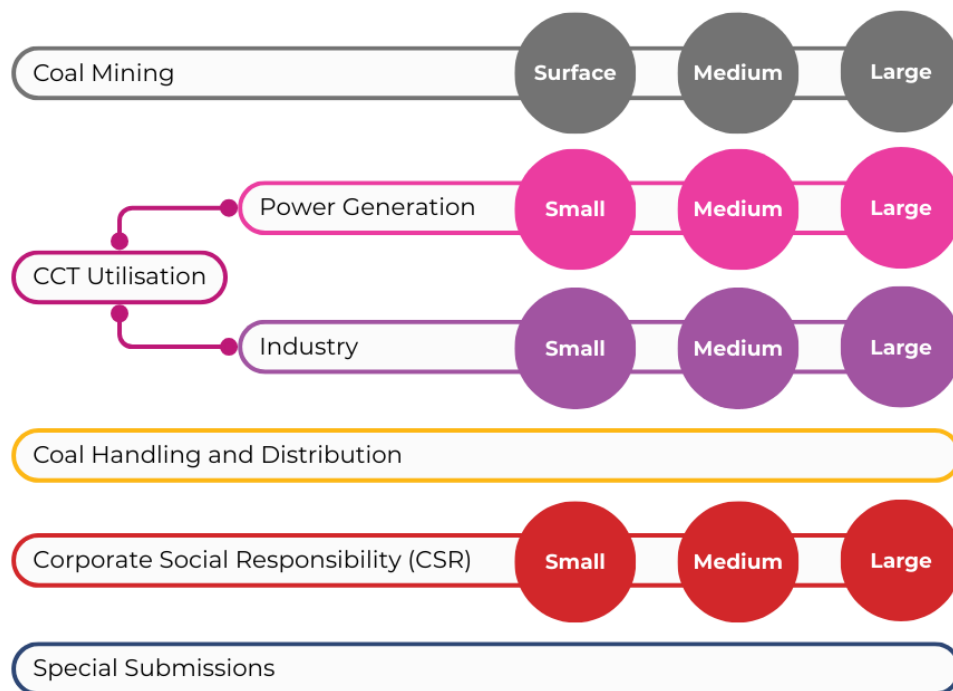 Coal Mining
Surface
Medium
Large
Power Generation
Small
Medium
Large
CCT Utilisation
Industry
Small
Medium
Large
Coal Handling and Distribution
Corporate Social Responsibility (CSR)
Small
Medium
Large
Special Submissions